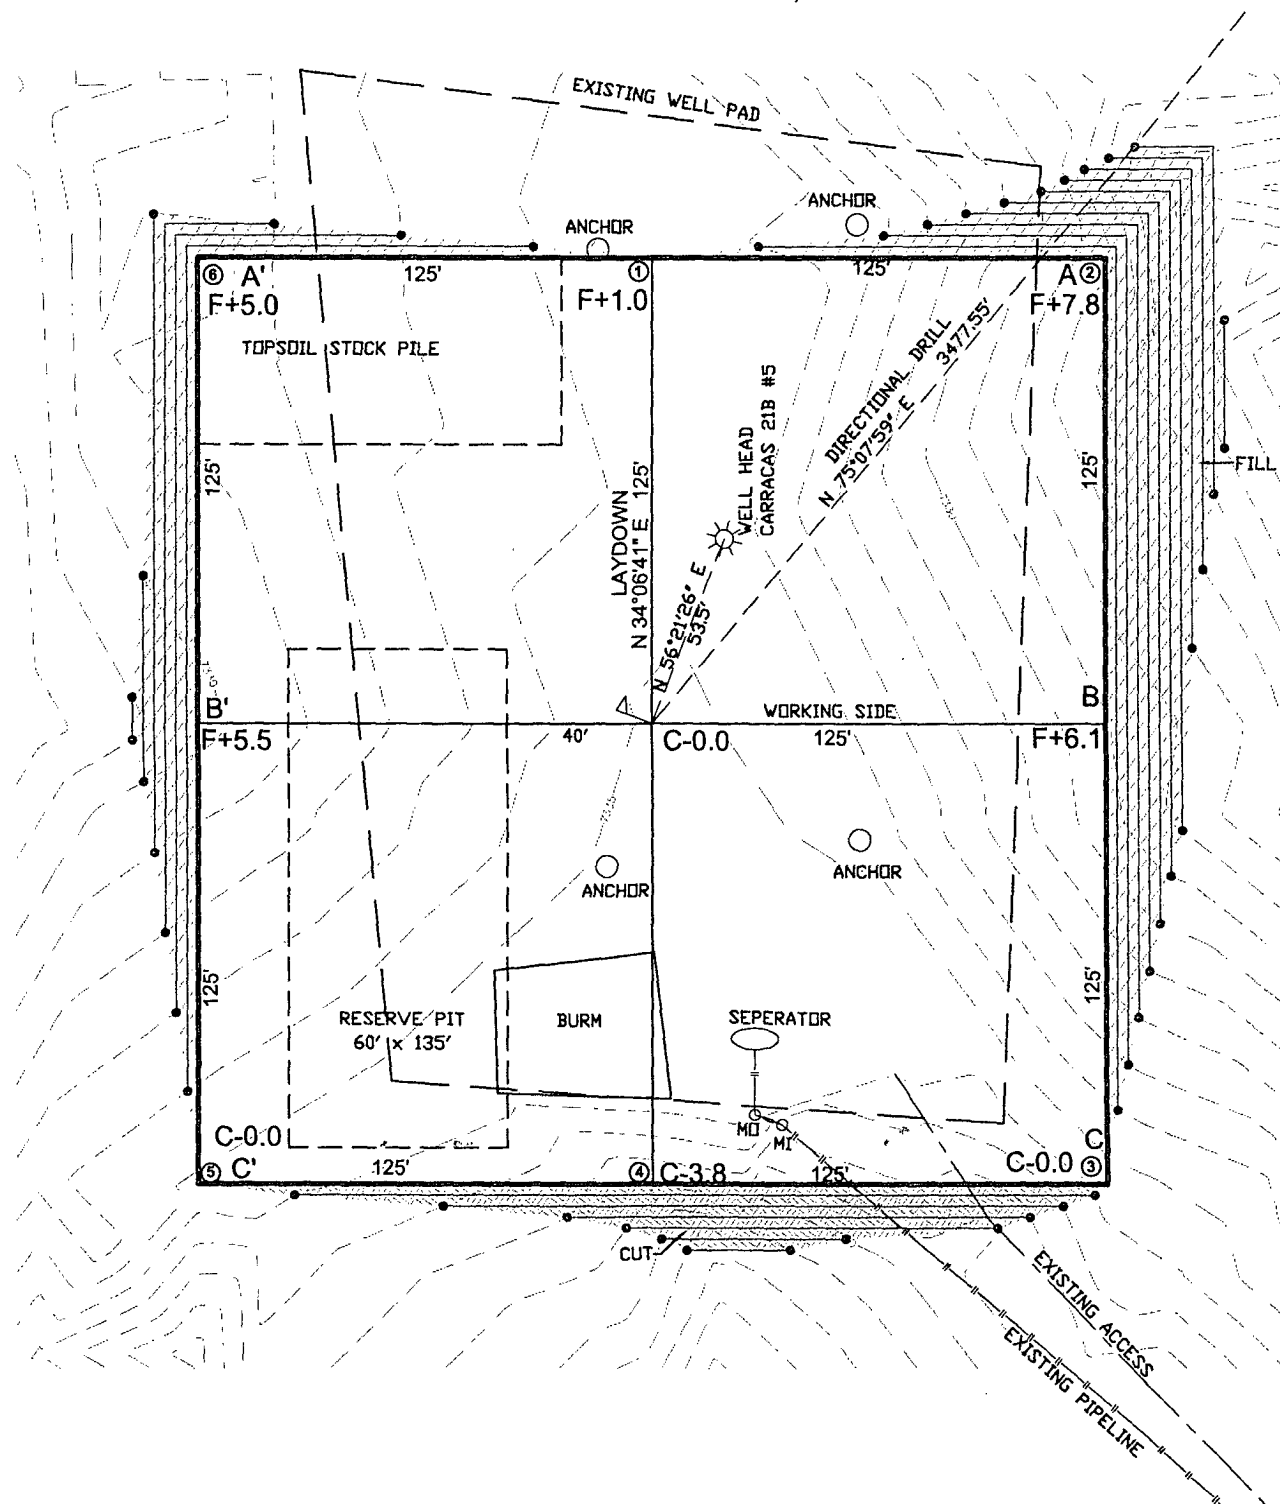 EXISTING WELL PAD
ANCHOR
ANCHOR
⑥ A'
125'
①
125'
A ②
F+5.0
F+1.0
F+7.8
TOPSOIL STOCK PILE
DIRECTIONAL DRILL
3477.55'
N 75°07'59" E
WELL HEAD
CARRACAS 21B #5
125'
LAYDOWN
N 34°06'41" E 125'
125'
FILL
N 56°21'26" E
53.5'
B'
WORKING SIDE
B
F+5.5
40'
C-0.0
125'
F+6.1
1335
ANCHOR
ANCHOR
125'
125'
RESERVE PIT
60' x 135'
BURM
SEPERATOR
MO
MI
C-0.0
C
⑤ C'
125'
④
C-3.8
125'
C-0.0 ③
CUT
EXISTING ACCESS
EXISTING PIPELINE